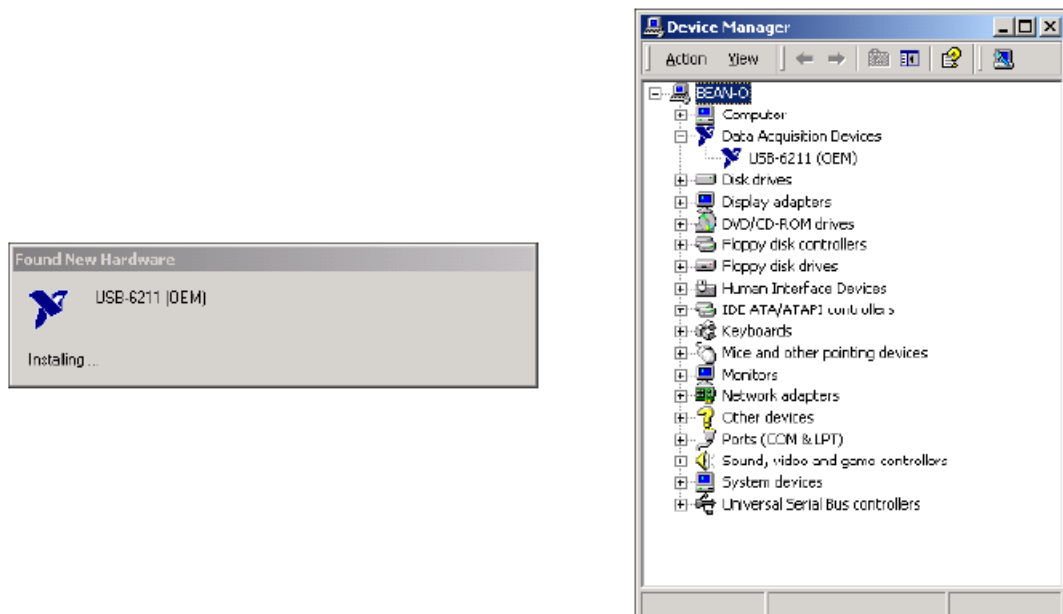 Found New Hardware
USB-6211 (OEM)
Installing ...
Device Manager
Action View
BEAN-O
Computer
Data Acquisition Devices
USB-6211 (OEM)
Disk drives
Display adapters
DVD/CD-ROM drives
Floppy disk controllers
Floppy disk drives
Human Interface Devices
IDE ATA/ATAPI controllers
Keyboards
Mice and other pointing devices
Monitors
Network adapters
Other devices
Ports (COM & LPT)
Sound, video and game controllers
System devices
Universal Serial Bus controllers